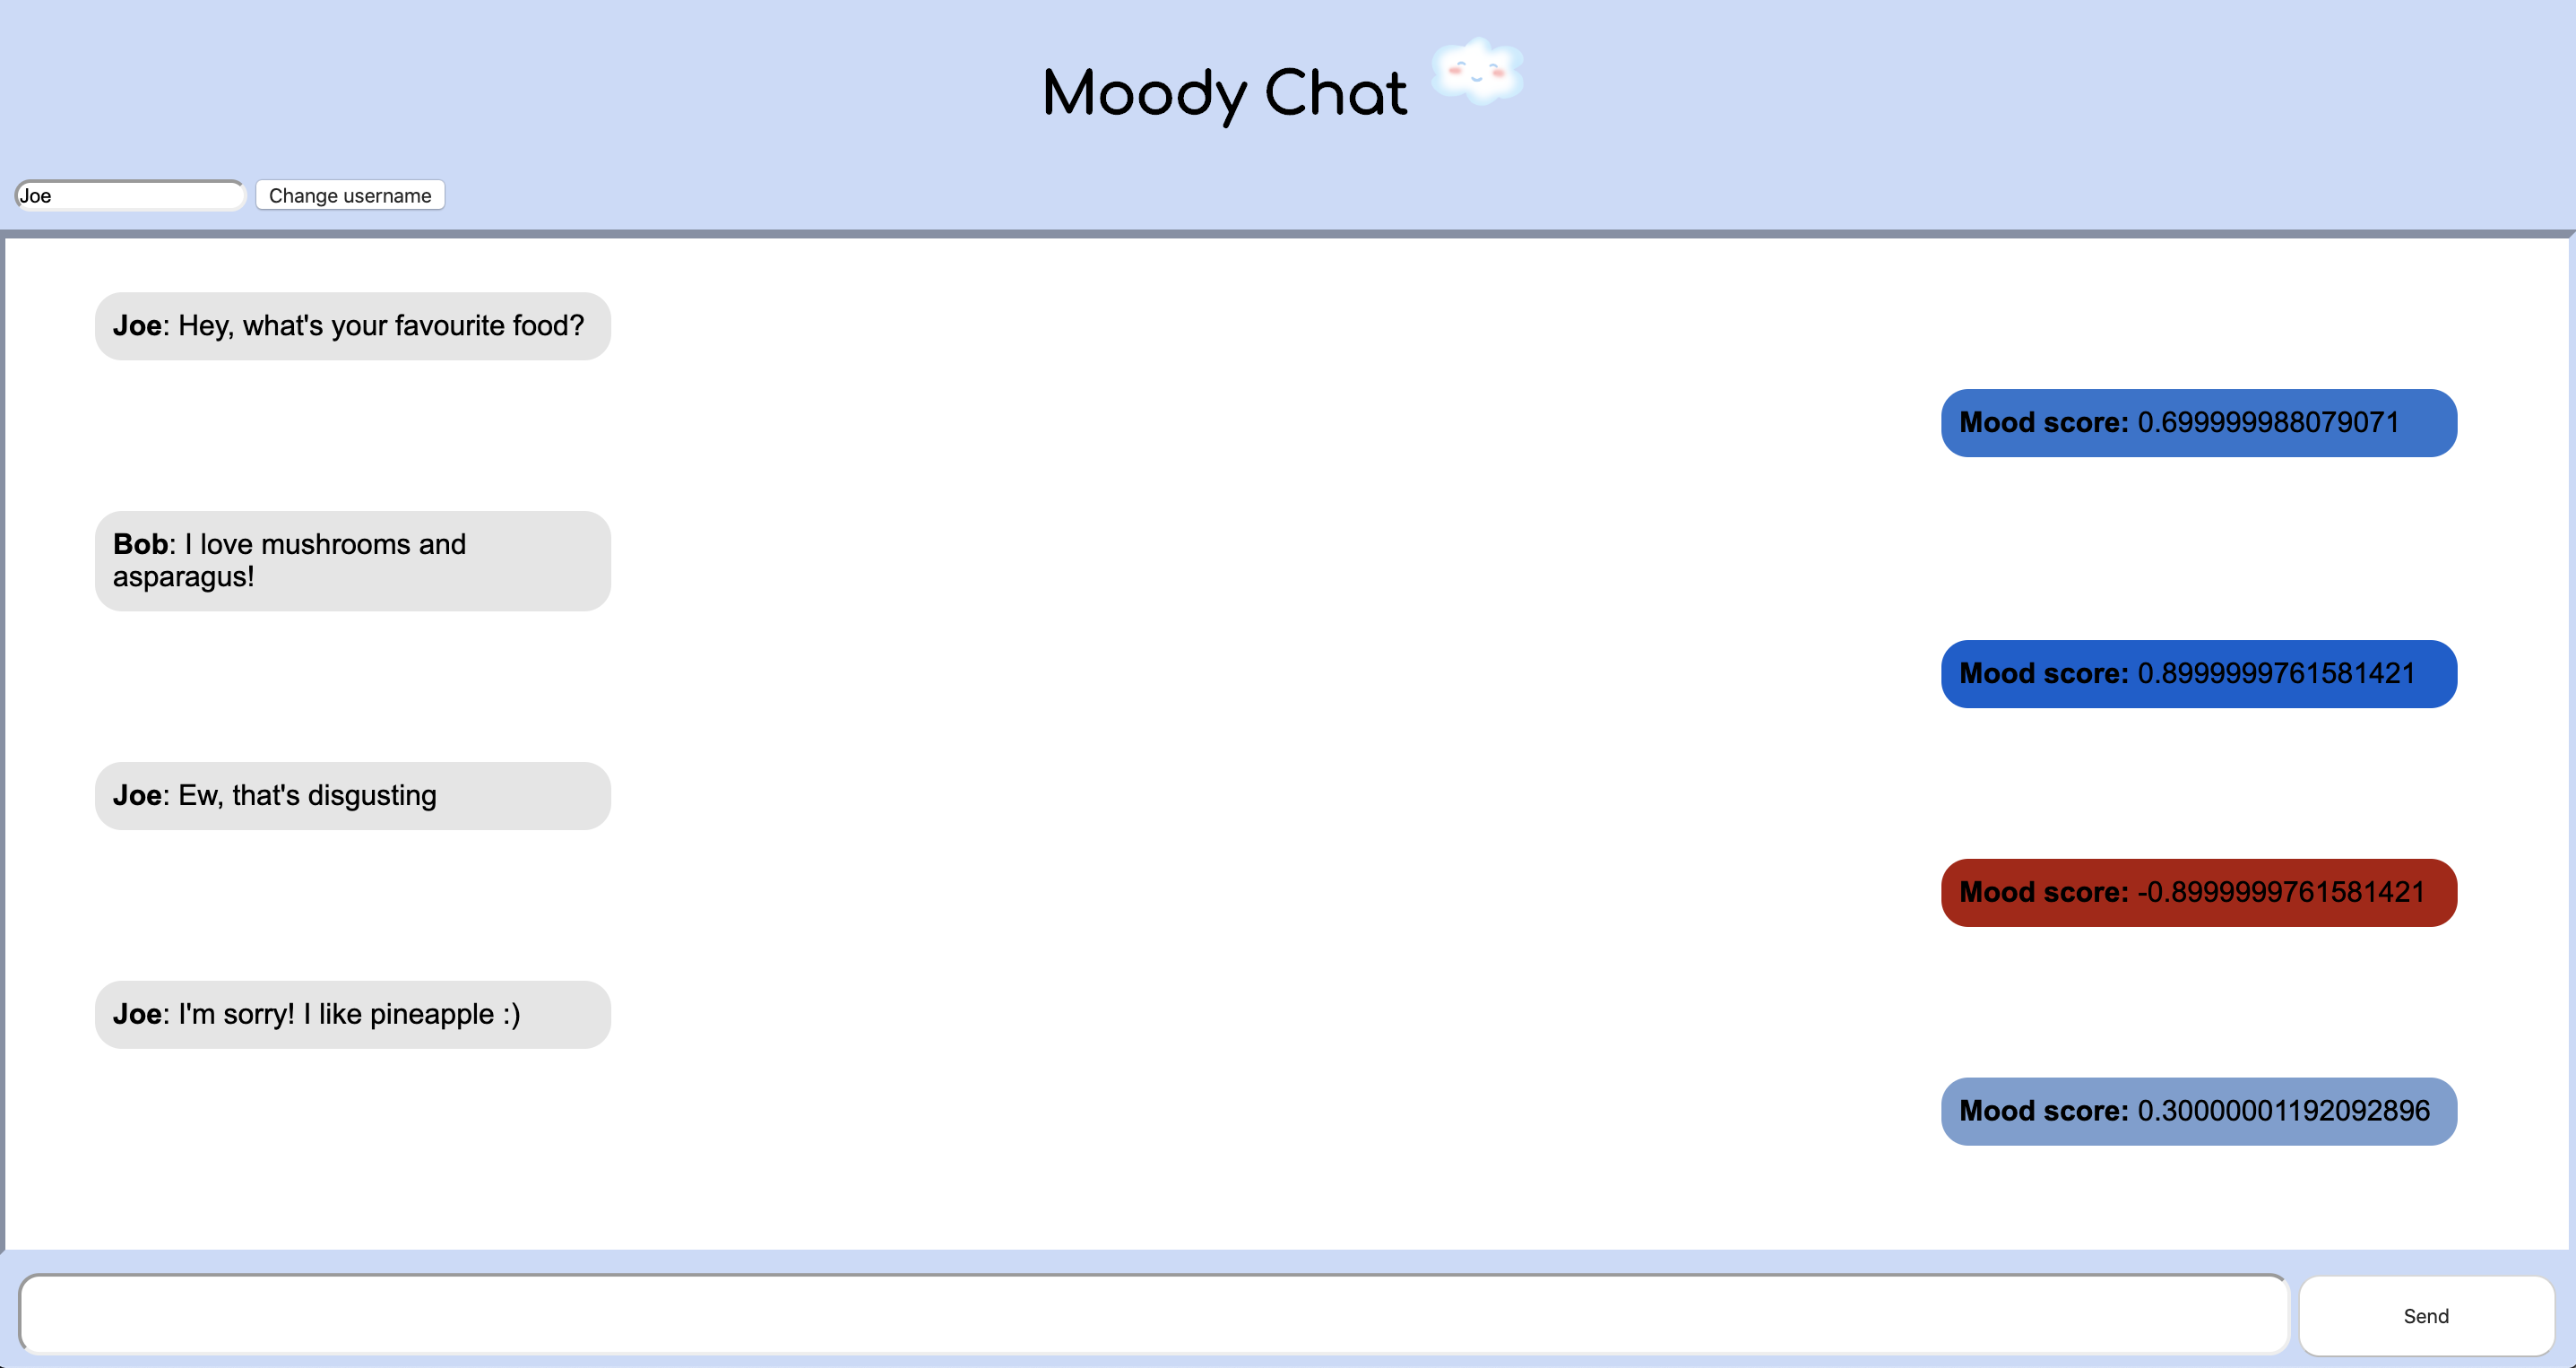 Moody Chat
Joe Change username
Joe: Hey, what's your favourite food?
Mood score: 0.699999988079071
Bob: I love mushrooms and
asparagus!
Mood score: 0.8999999761581421
Joe: Ew, that's disgusting
Mood score: -0.8999999761581421
Joe: I'm sorry! I like pineapple :)
Mood score: 0.30000001192092896
Send